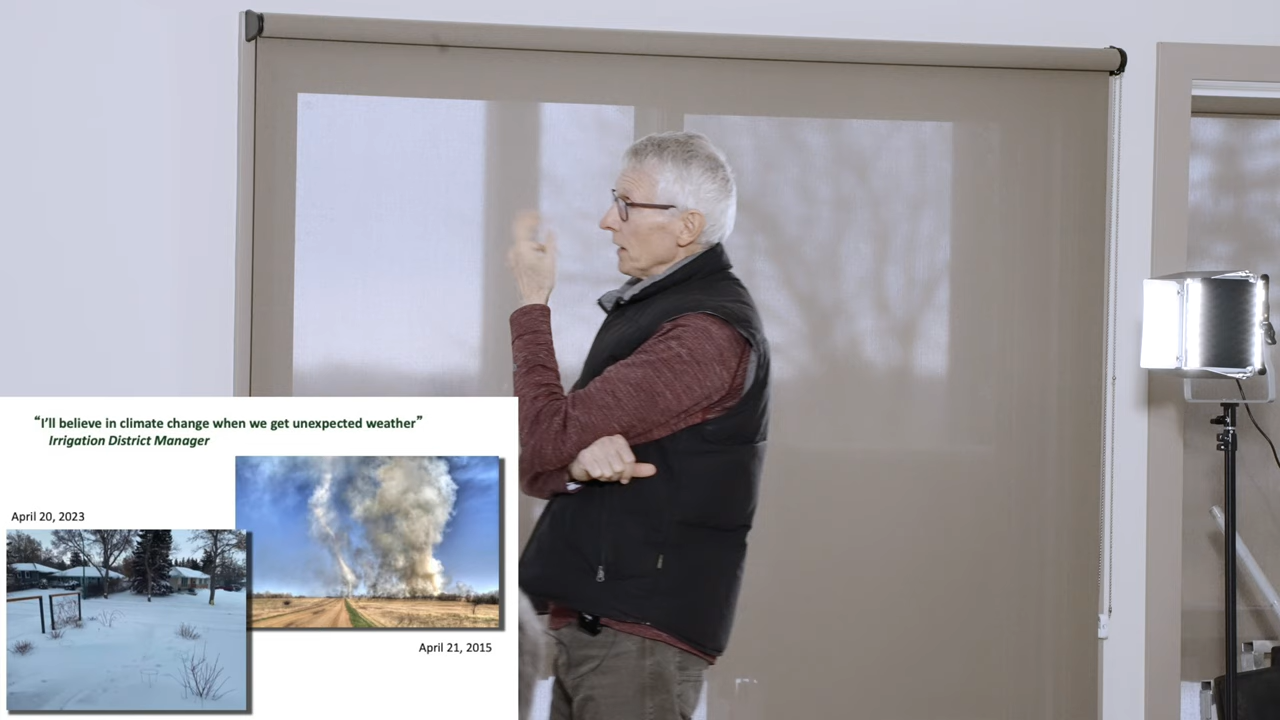 “I’ll believe in climate change when we get unexpected weather”
Irrigation District Manager
April 20, 2023
April 21, 2015